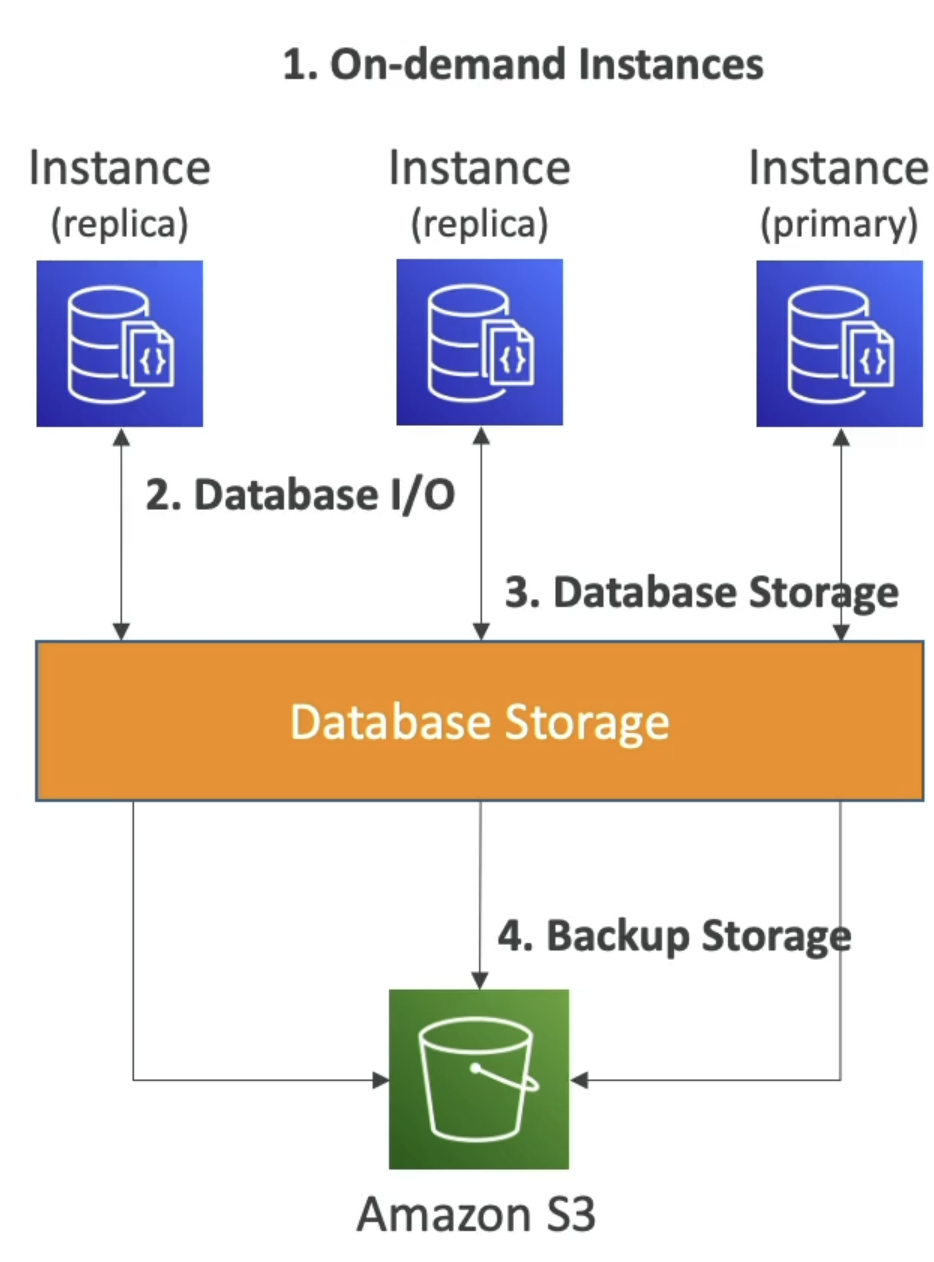 1. On-demand Instances
Instance
(replica)
Instance
(replica)
Instance
(primary)
{}
{}
{}
2. Database I/O
3. Database Storage
Database Storage
4. Backup Storage
Amazon S3